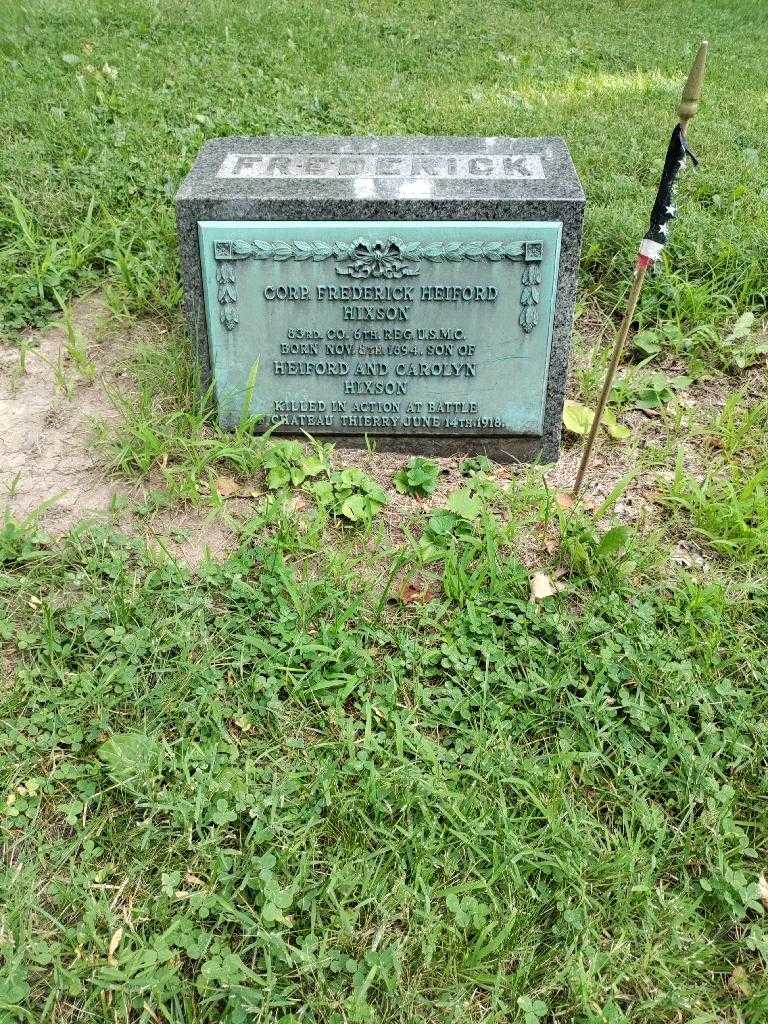 FREDERICK
CORP. FREDERICK HEIFORD
HIXSON
83RD. CO. 6TH. REG. U.S.M.C.
BORN NOV. 8TH. 1894. SON OF
HEIFORD AND CAROLYN
HIXSON
KILLED IN ACTION AT BATTLE
CHATEAU THIERRY JUNE 14TH. 1918.